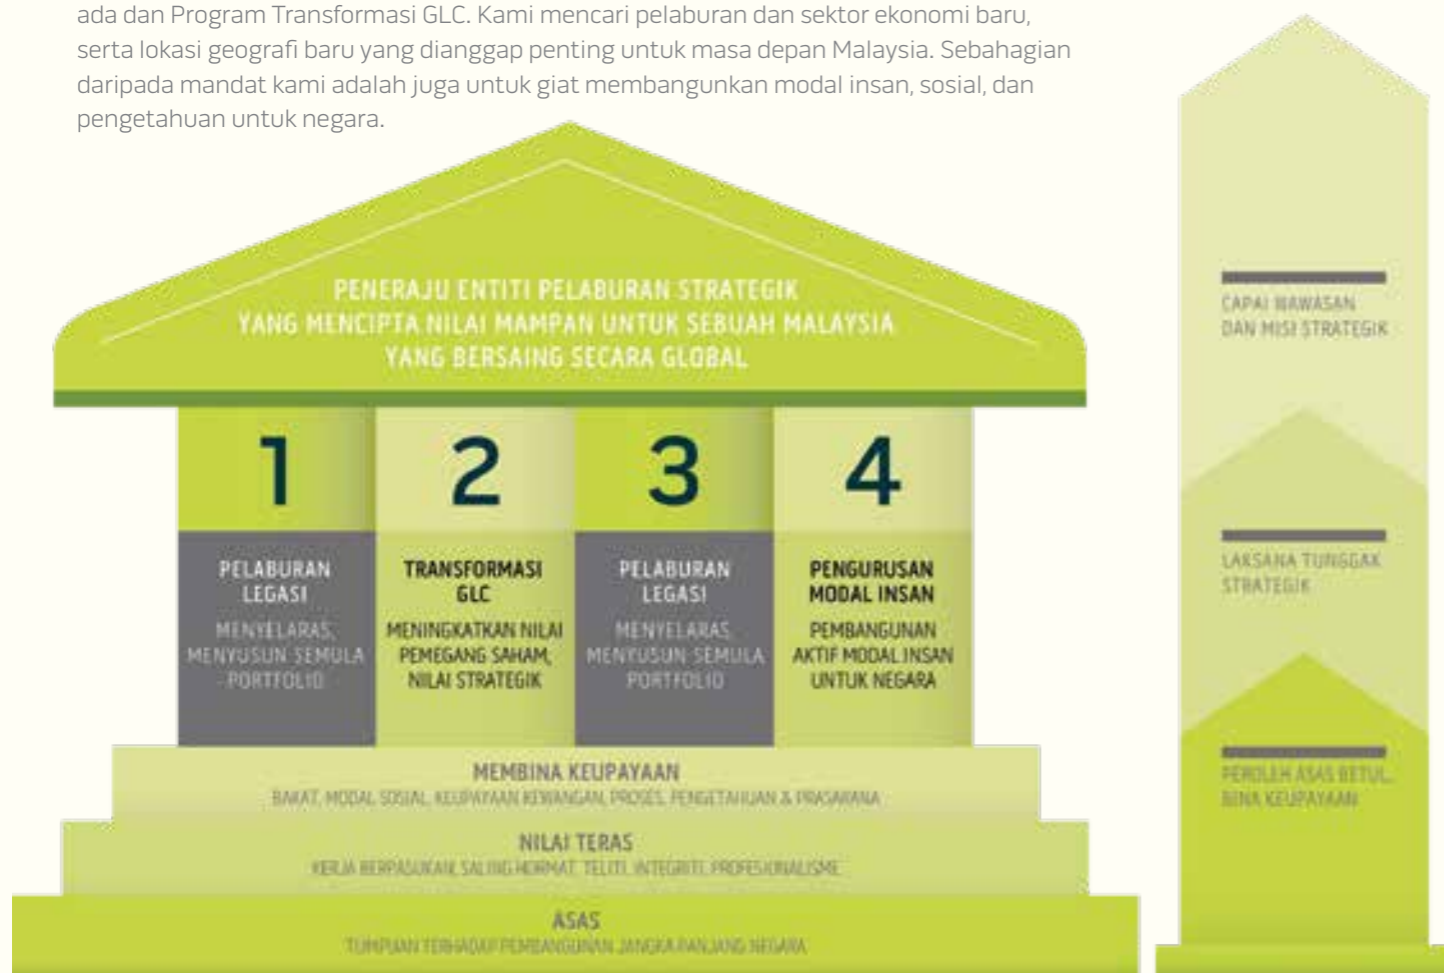 ada dan Program Transformasi GLC. Kami mencari pelaburan dan sektor ekonomi baru,
serta lokasi geografi baru yang dianggap penting untuk masa depan Malaysia. Sebahagian
daripada mandat kami adalah juga untuk giat membangunkan modal insan, sosial, dan
pengetahuan untuk negara.
PENERAJU ENTITI PELABURAN STRATEGIK
YANG MENCIPTA NILAI MAMPAN UNTUK SEBUAH MALAYSIA
YANG BERSAING SECARA GLOBAL
1
PELABURAN
LEGASI
MENYELARAS,
MENYUSUN SEMULA
PORTFOLIO
2
TRANSFORMASI
GLC
MENINGKATKAN NILAI
PEMEGANG SAHAM,
NILAI STRATEGIK
3
PELABURAN
LEGASI
MENYELARAS,
MENYUSUN SEMULA
PORTFOLIO
4
PENGURUSAN
MODAL INSAN
PEMBANGUNAN
AKTIF MODAL INSAN
UNTUK NEGARA
MEMBINA KEUPAYAAN
BAKAT, MODAL SOSIAL, KEUPAYAAN KEWANGAN, PROSES, PENGETAHUAN & PRASARANA
NILAI TERAS
KERJA BERPASUKAN, SALING HORMAT, TELITI, INTEGRITI, PROFESIONALISME
ASAS
TUMPUAN TERHADAP PEMBANGUNAN JANGKA PANJANG NEGARA
CAPAI WAWASAN
DAN MISI STRATEGIK
LAKSANA TUNGGAK
STRATEGIK
PEROLEH ASAS BETUL,
BINA KEUPAYAAN